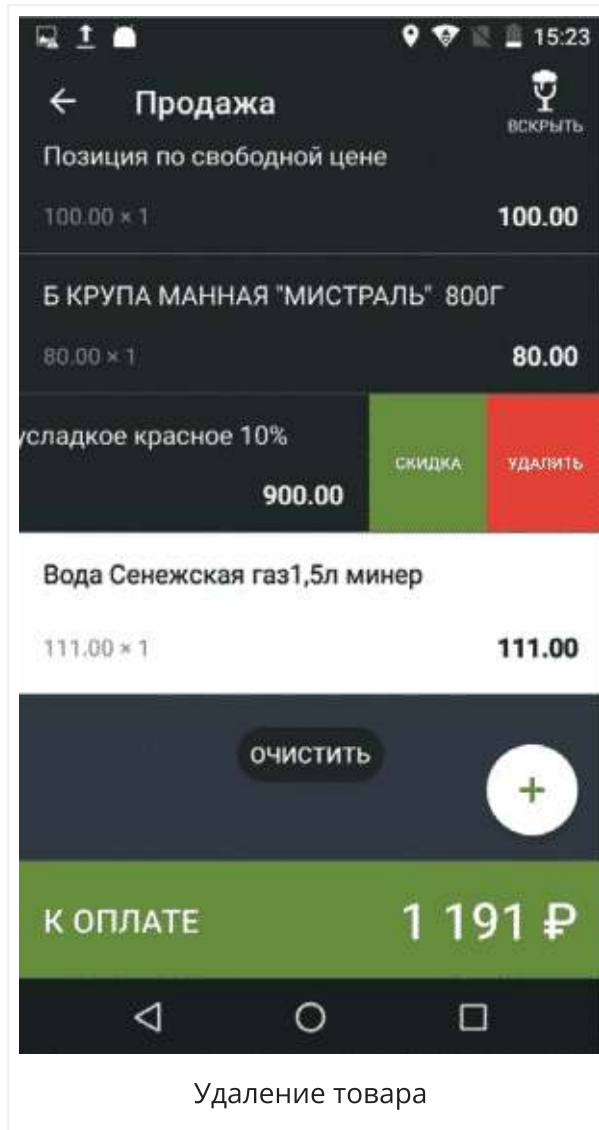 15:23
Продажа
ВСКРЫТЬ
Позиция по свободной цене
100.00 × 1 100.00
Б КРУПА МАННАЯ "МИСТРАЛЬ" 800Г
80.00 × 1 80.00
усладкое красное 10%
900.00
СКИДКА УДАЛИТЬ
Вода Сенежская газ1,5л минер
111.00 × 1 111.00
ОЧИСТИТЬ
+
К ОПЛАТЕ 1 191 ₽
Удаление товара